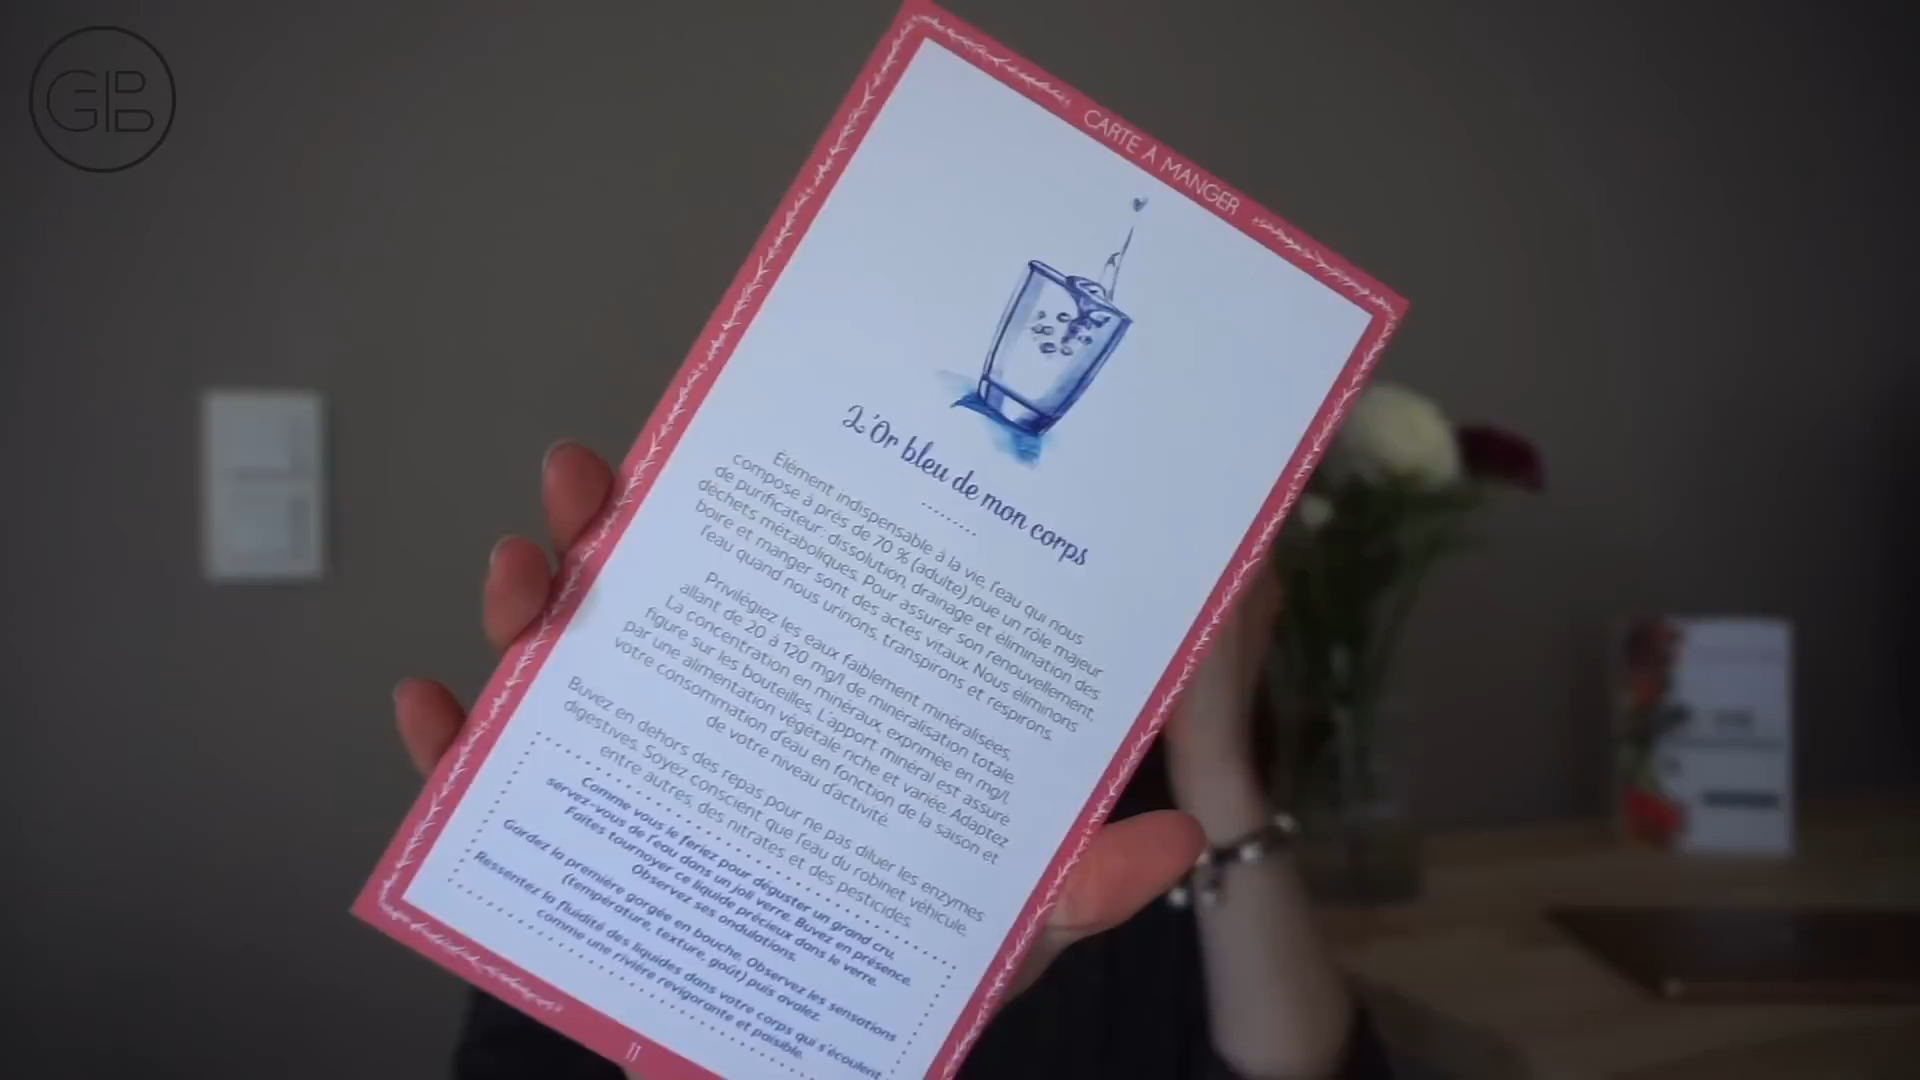 GBP
CARTE À MANGER
L'Or bleu de mon corps
Élément indispensable à la vie, l'eau qui nous
compose à près de 70 % (adulte) joue un rôle majeur
de purificateur : dissolution, drainage et élimination des
déchets métaboliques. Pour assurer son renouvellement,
boire et manger sont des actes vitaux. Nous éliminons
l'eau quand nous urinons, transpirons et respirons.
Privilégiez les eaux faiblement minéralisées,
allant de 20 à 120 mg/l de minéralisation totale.
La concentration en minéraux, exprimée en mg/l,
figure sur les bouteilles. L'apport minéral est assuré
par une alimentation végétale riche et variée. Adaptez
votre consommation d'eau en fonction de la saison et
de votre niveau d'activité.
Buvez en dehors des repas pour ne pas diluer les enzymes
digestives. Soyez conscient que l'eau du robinet véhicule,
entre autres, des nitrates et des pesticides.
Comme vous le feriez pour déguster un grand cru,
servez-vous de l'eau dans un joli verre. Buvez en présence.
Faites tournoyer ce liquide précieux dans le verre.
Observez ses ondulations.
Gardez la première gorgée en bouche. Observez les sensations
(température, texture, goût) puis avalez.
Ressentez la fluidité des liquides dans votre corps qui s'écoulent
comme une rivière revigorante et paisible.
11